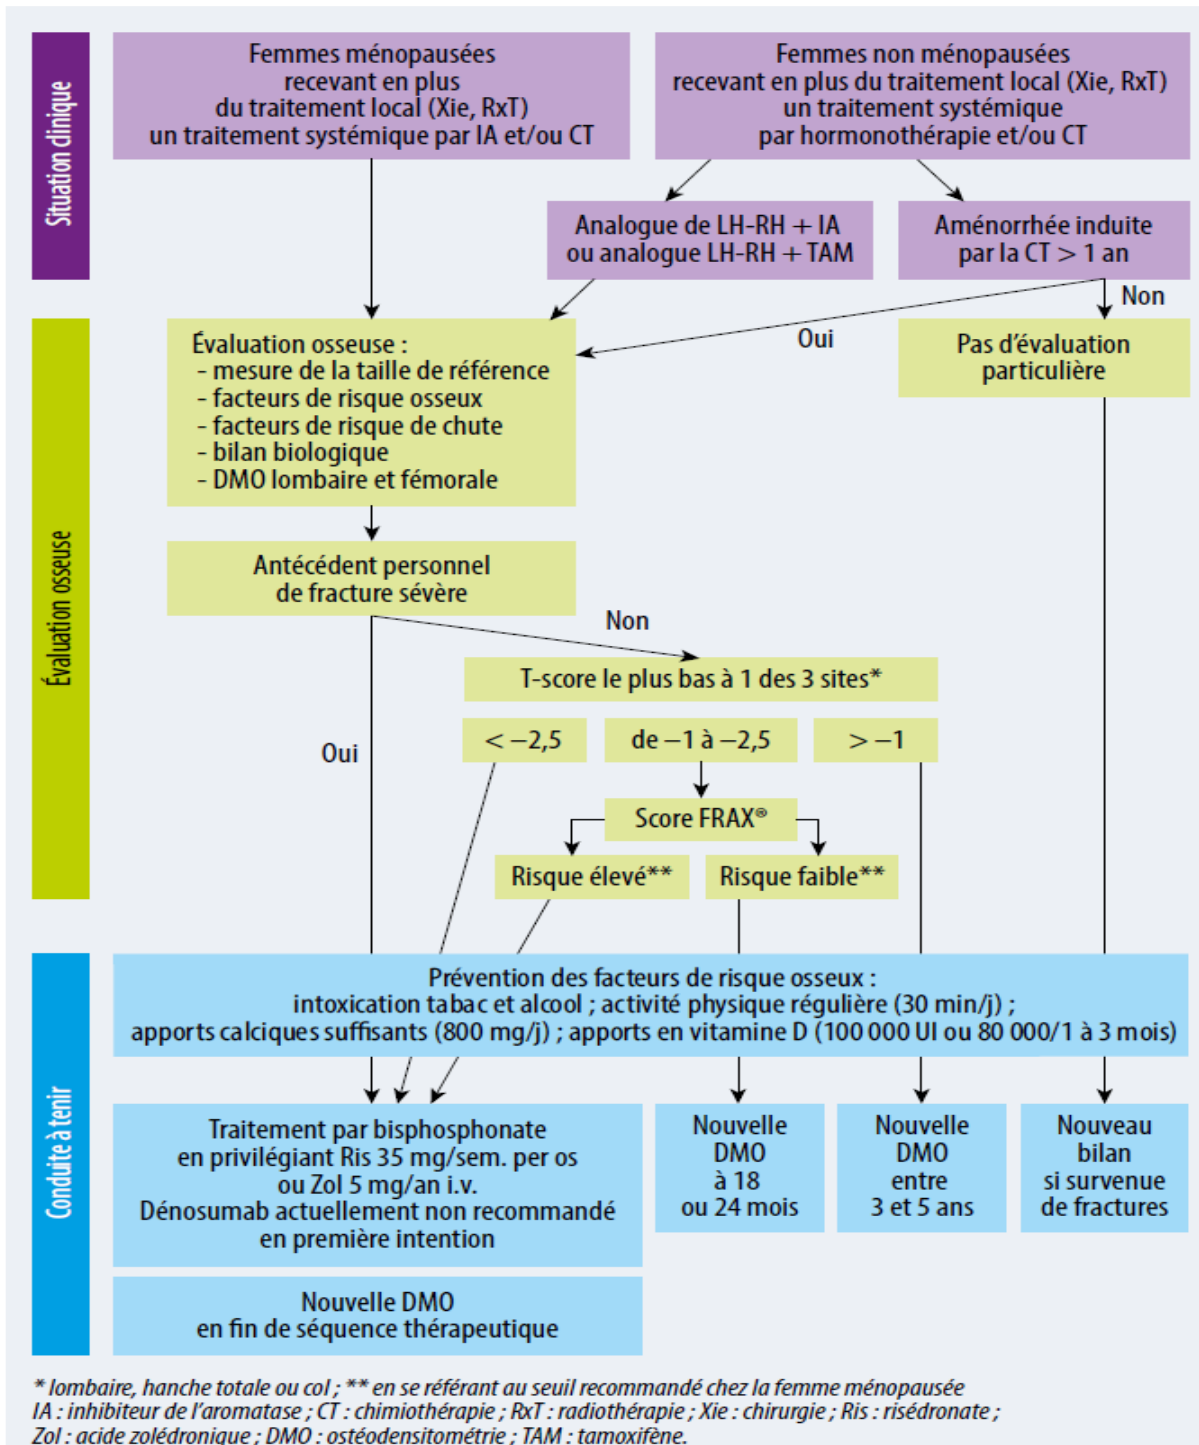 Situation clinique
Femmes ménopausées
recevant en plus
du traitement local (Xie, RxT)
un traitement systémique par IA et/ou CT
Femmes non ménopausées
recevant en plus du traitement local (Xie, RxT)
un traitement systémique
par hormonothérapie et/ou CT
Analogue de LH-RH + IA
ou analogue LH-RH + TAM
Aménorrhée induite
par la CT > 1 an
Non
Oui
Évaluation osseuse
Évaluation osseuse :
- mesure de la taille de référence
- facteurs de risque osseux
- facteurs de risque de chute
- bilan biologique
- DMO lombaire et fémorale
Pas d’évaluation
particulière
Antécédent personnel
de fracture sévère
Non
Oui
T-score le plus bas à 1 des 3 sites*
< −2,5
de −1 à −2,5
> −1
Score FRAX®
Risque élevé**
Risque faible**
Conduite à tenir
Prévention des facteurs de risque osseux :
intoxication tabac et alcool ; activité physique régulière (30 min/j) ;
apports calciques suffisants (800 mg/j) ; apports en vitamine D (100 000 UI ou 80 000/1 à 3 mois)
Traitement par bisphosphonate
en privilégiant Ris 35 mg/sem. per os
ou Zol 5 mg/an i.v.
Dénosumab actuellement non recommandé
en première intention
Nouvelle
DMO
à 18
ou 24 mois
Nouvelle
DMO
entre
3 et 5 ans
Nouveau
bilan
si survenue
de fractures
Nouvelle DMO
en fin de séquence thérapeutique
* lombaire, hanche totale ou col ; ** en se référant au seuil recommandé chez la femme ménopausée
IA : inhibiteur de l’aromatase ; CT : chimiothérapie ; RxT : radiothérapie ; Xie : chirurgie ; Ris : risédronate ;
Zol : acide zolédronique ; DMO : ostéodensitométrie ; TAM : tamoxifène.